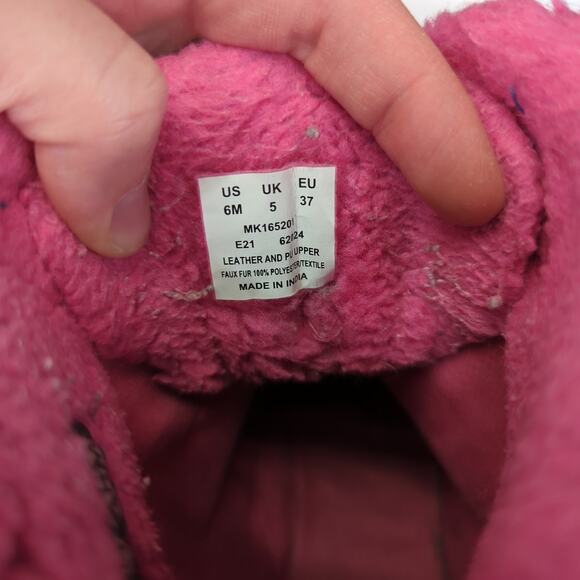 US UK EU
6M 5 37
E21
LEATHER AND PU UPPER
FAUX FUR 100% POLYESTER/TEXTILE
MADE IN INDIA